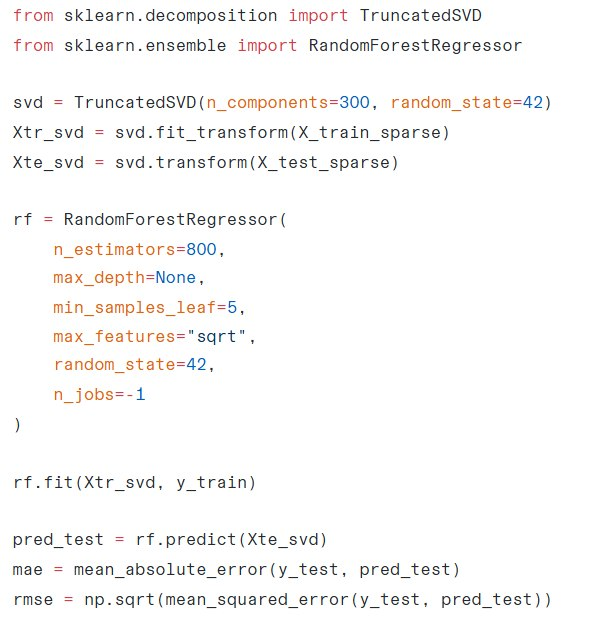 from sklearn.decomposition import TruncatedSVD
from sklearn.ensemble import RandomForestRegressor

svd = TruncatedSVD(n_components=300, random_state=42)
Xtr_svd = svd.fit_transform(X_train_sparse)
Xte_svd = svd.transform(X_test_sparse)

rf = RandomForestRegressor(
    n_estimators=800,
    max_depth=None,
    min_samples_leaf=5,
    max_features="sqrt",
    random_state=42,
    n_jobs=-1
)

rf.fit(Xtr_svd, y_train)

pred_test = rf.predict(Xte_svd)
mae = mean_absolute_error(y_test, pred_test)
rmse = np.sqrt(mean_squared_error(y_test, pred_test))